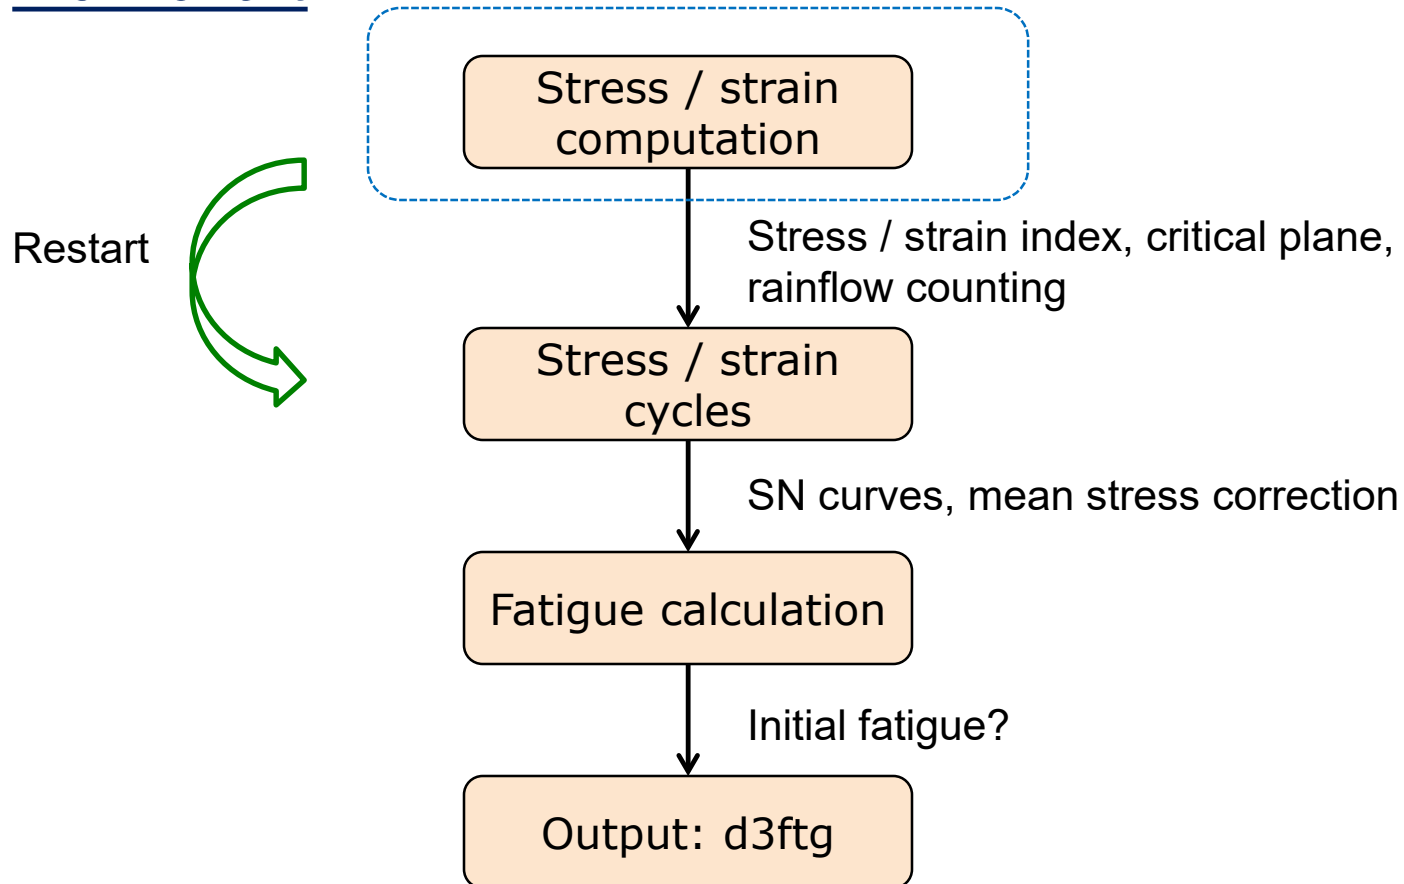 Stress / strain
computation
Restart
Stress / strain index, critical plane,
rainflow counting
Stress / strain
cycles
SN curves, mean stress correction
Fatigue calculation
Initial fatigue?
Output: d3ftg